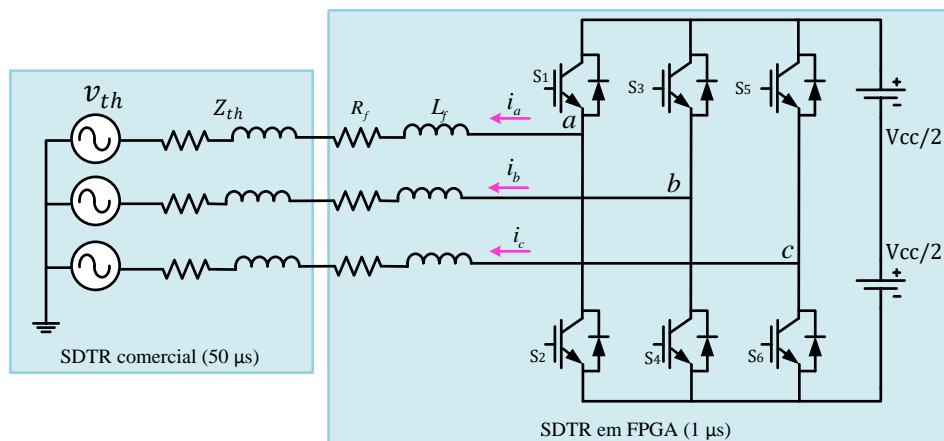 v_th
Z_th
R_f
L_f
i_a
a
S1
S3
S5
Vcc/2
i_b
b
i_c
c
Vcc/2
S2
S4
S6
SDTR comercial (50 µs)
SDTR em FPGA (1 µs)